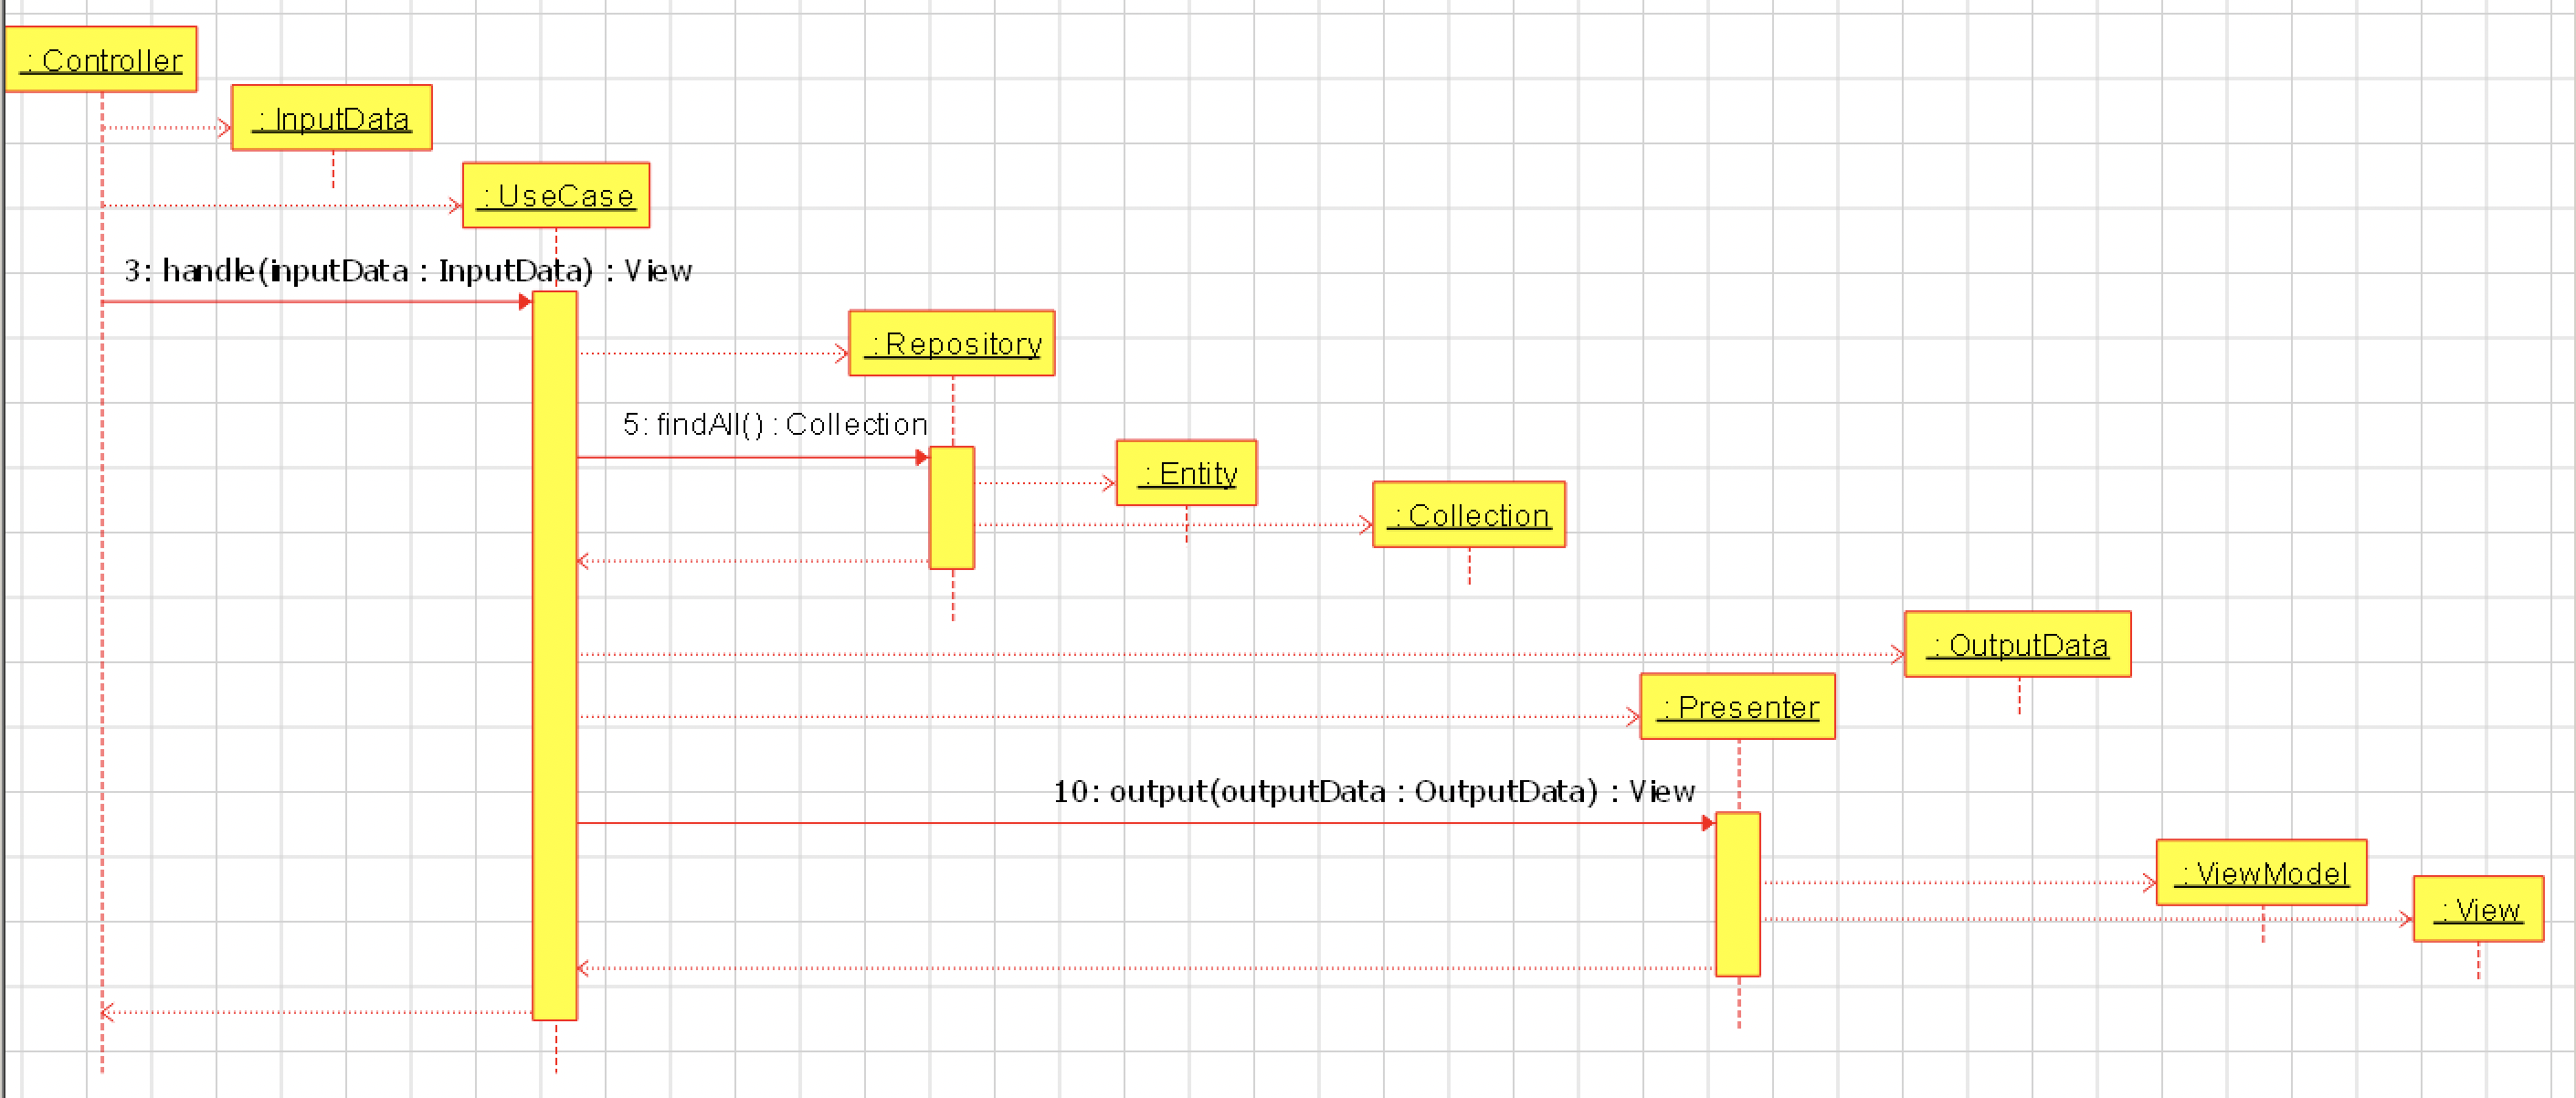 : Controller
: InputData
: UseCase
3: handle(inputData : InputData) : View
: Repository
5: findAll() : Collection
: Entity
: Collection
: OutputData
: Presenter
10: output(outputData : OutputData) : View
: ViewModel
: View